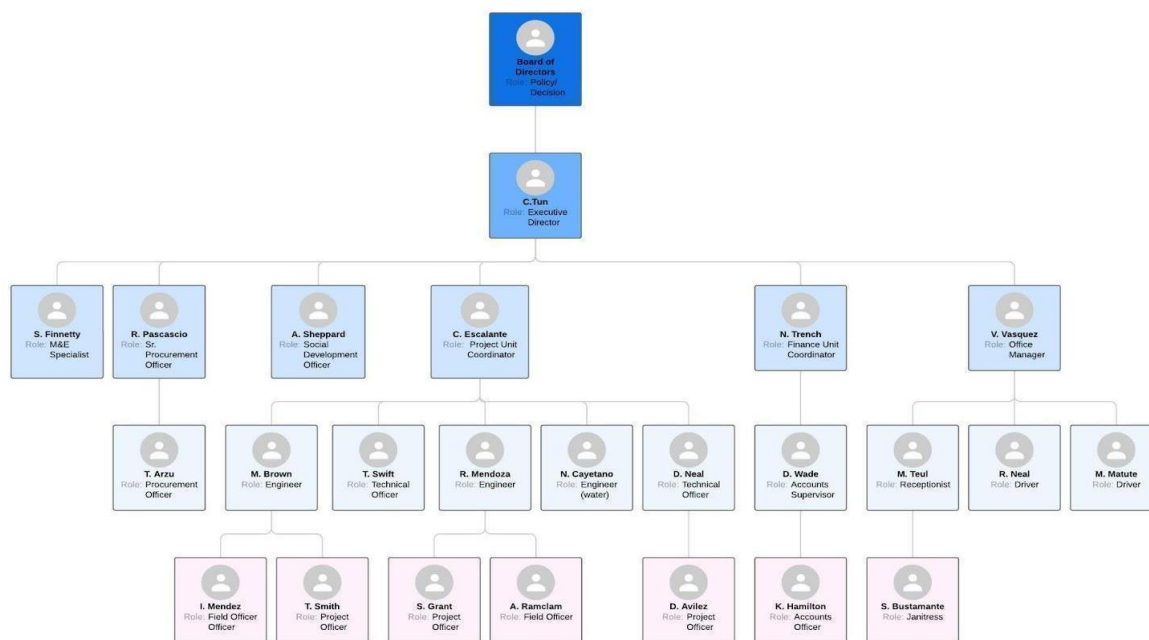 Board of
Directors
Role: Policy/
Decision
C.Tun
Role: Executive
Director
S. Finnetty
Role: M&E
Specialist
R. Pascascio
Role: Sr.
Procurement
Officer
A. Sheppard
Role: Social
Development
Officer
C. Escalante
Role: Project Unit
Coordinator
N. Trench
Role: Finance Unit
Coordinator
V. Vasquez
Role: Office
Manager
T. Arzu
Role: Procurement
Officer
M. Brown
Role: Engineer
T. Swift
Role: Technical
Officer
R. Mendoza
Role: Engineer
N. Cayetano
Role: Engineer
(water)
D. Neal
Role: Technical
Officer
D. Wade
Role: Accounts
Supervisor
M. Teul
Role: Receptionist
R. Neal
Role: Driver
M. Matute
Role: Driver
I. Mendez
Role: Field Officer
Officer
T. Smith
Role: Project
Officer
S. Grant
Role: Project
Officer
A. Ramclam
Role: Field Officer
D. Avilez
Role: Project
Officer
K. Hamilton
Role: Accounts
Officer
S. Bustamante
Role: Janitress